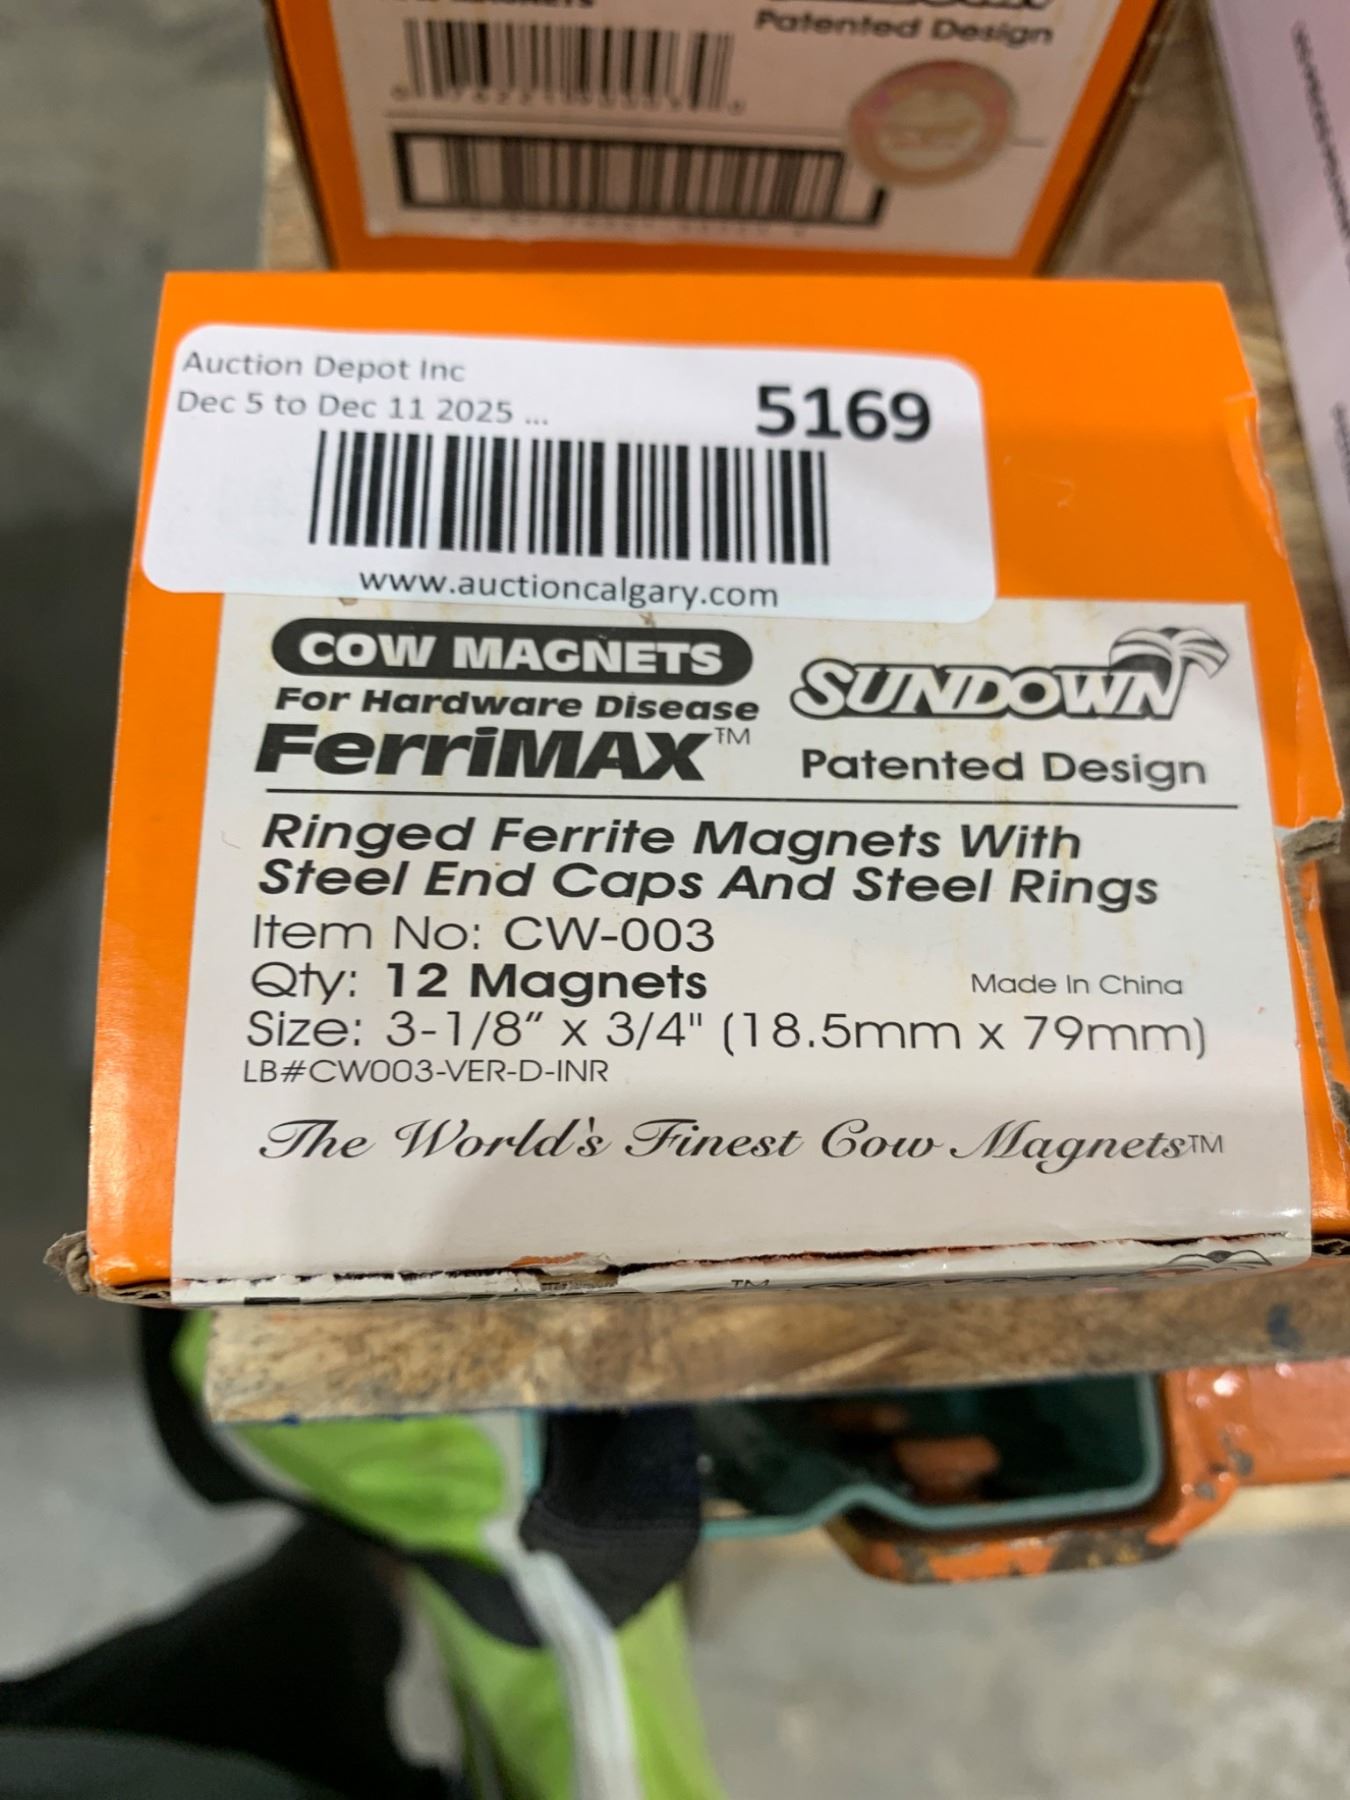 Patented Design
Auction Depot Inc
Dec 5 to Dec 11 2025 ...
5169
www.auctioncalgary.com
COW MAGNETS
For Hardware Disease
FerriMAX™
SUNDOWN
Patented Design
Ringed Ferrite Magnets With
Steel End Caps And Steel Rings
Item No: CW-003
Qty: 12 Magnets
Made In China
Size: 3-1/8" x 3/4" (18.5mm x 79mm)
LB#CW003-VER-D-INR
The World's Finest Cow Magnets™
TM